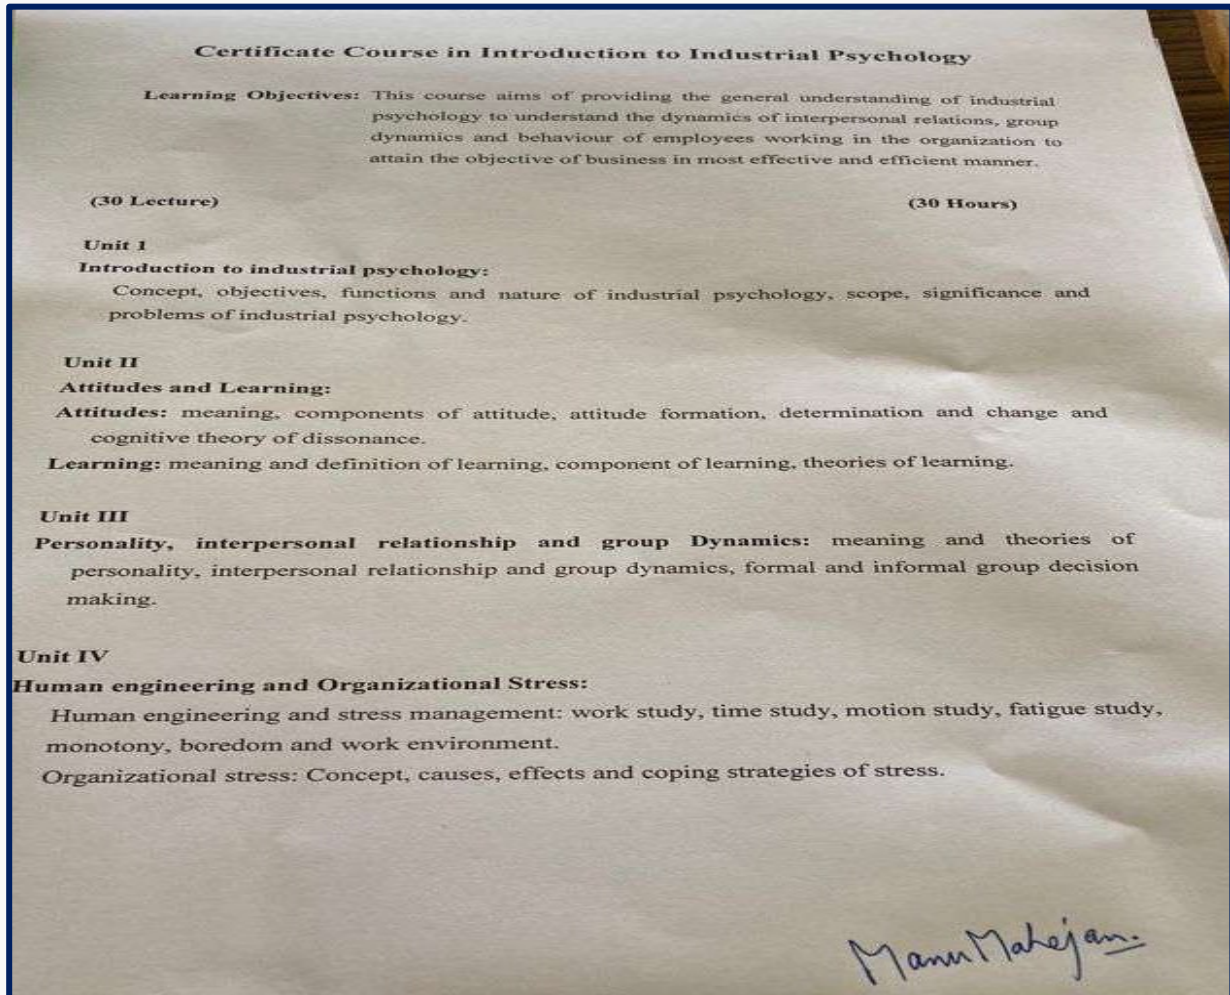 Certificate Course in Introduction to Industrial Psychology
Learning Objectives: This course aims of providing the general understanding of industrial
psychology to understand the dynamics of interpersonal relations, group
dynamics and behaviour of employees working in the organization to
attain the objective of business in most effective and efficient manner.
(30 Lecture) (30 Hours)
Unit 1
Introduction to industrial psychology:
Concept, objectives, functions and nature of industrial psychology, scope, significance and
problems of industrial psychology.
Unit II
Attitudes and Learning:
Attitudes: meaning, components of attitude, attitude formation, determination and change and
cognitive theory of dissonance.
Learning: meaning and definition of learning, component of learning, theories of learning.
Unit III
Personality, interpersonal relationship and group Dynamics: meaning and theories of
personality, interpersonal relationship and group dynamics, formal and informal group decision
making.
Unit IV
Human engineering and Organizational Stress:
Human engineering and stress management: work study, time study, motion study, fatigue study,
monotony, boredom and work environment.
Organizational stress: Concept, causes, effects and coping strategies of stress.
Manu Mahajan.